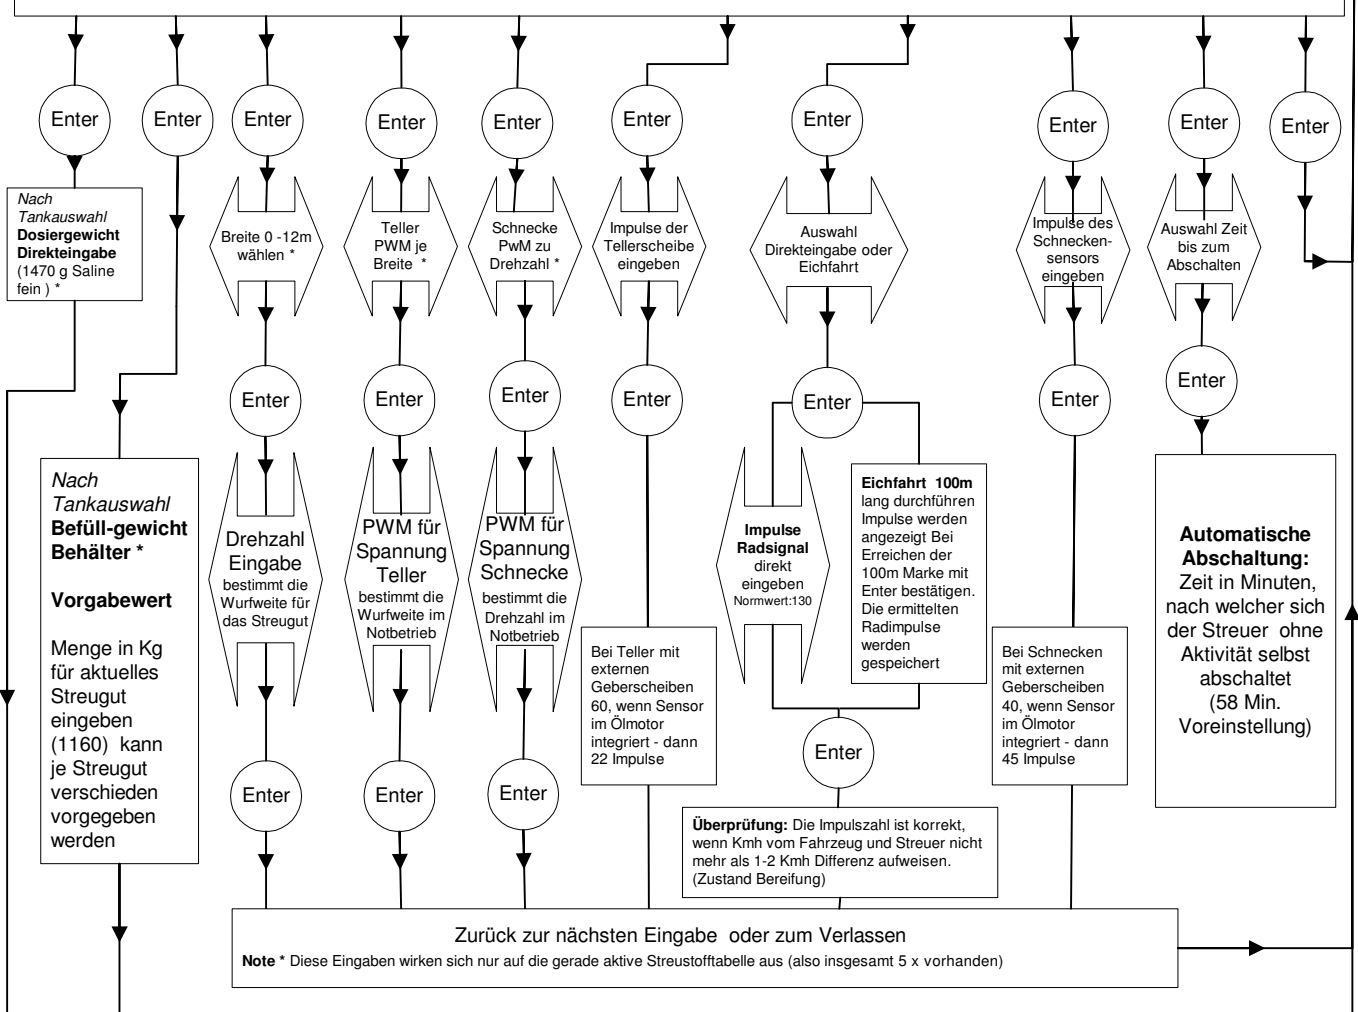 Enter
Enter
Enter
Enter
Enter
Enter
Enter
Enter
Enter
Enter
Nach
Tankauswahl
Dosiergewicht
Direkteingabe
(1470 g Saline
fein ) *
Breite 0 -12m
wählen *
Teller
PWM je
Breite *
Schnecke
PwM zu
Drehzahl *
Impulse der
Tellerscheibe
eingeben
Auswahl
Direkteingabe oder
Eichfahrt
Impulse des
Schnecken-
sensors
eingeben
Auswahl Zeit
bis zum
Abschalten
Enter
Enter
Enter
Enter
Enter
Enter
Enter
Nach
Tankauswahl
Befüll-gewicht
Behälter *
Vorgabewert
Menge in Kg
für aktuelles
Streugut
eingeben
(1160) kann
je Streugut
verschieden
vorgegeben
werden
Drehzahl
Eingabe
bestimmt die
Wurfweite für
das Streugut
PWM für
Spannung
Teller
bestimmt die
Wurfweite im
Notbetrieb
PWM für
Spannung
Schnecke
bestimmt die
Drehzahl im
Notbetrieb
Bei Teller mit
externen
Geberscheiben
60, wenn Sensor
im Ölmotor
integriert - dann
22 Impulse
Impulse
Radsignal
direkt
eingeben
Normwert:130
Eichfahrt 100m
lang durchführen
Impulse werden
angezeigt Bei
Erreichen der
100m Marke mit
Enter bestätigen.
Die ermittelten
Radimpulse
werden
gespeichert
Bei Schnecken
mit externen
Geberscheiben
40, wenn Sensor
im Ölmotor
integriert - dann
45 Impulse
Automatische
Abschaltung:
Zeit in Minuten,
nach welcher sich
der Streuer ohne
Aktivität selbst
abschaltet
(58 Min.
Voreinstellung)
Enter
Enter
Enter
Enter
Überprüfung: Die Impulszahl ist korrekt,
wenn Kmh vom Fahrzeug und Streuer nicht
mehr als 1-2 Kmh Differenz aufweisen.
(Zustand Bereifung)
Zurück zur nächsten Eingabe oder zum Verlassen
Note * Diese Eingaben wirken sich nur auf die gerade aktive Streustofftabelle aus (also insgesamt 5 x vorhanden)